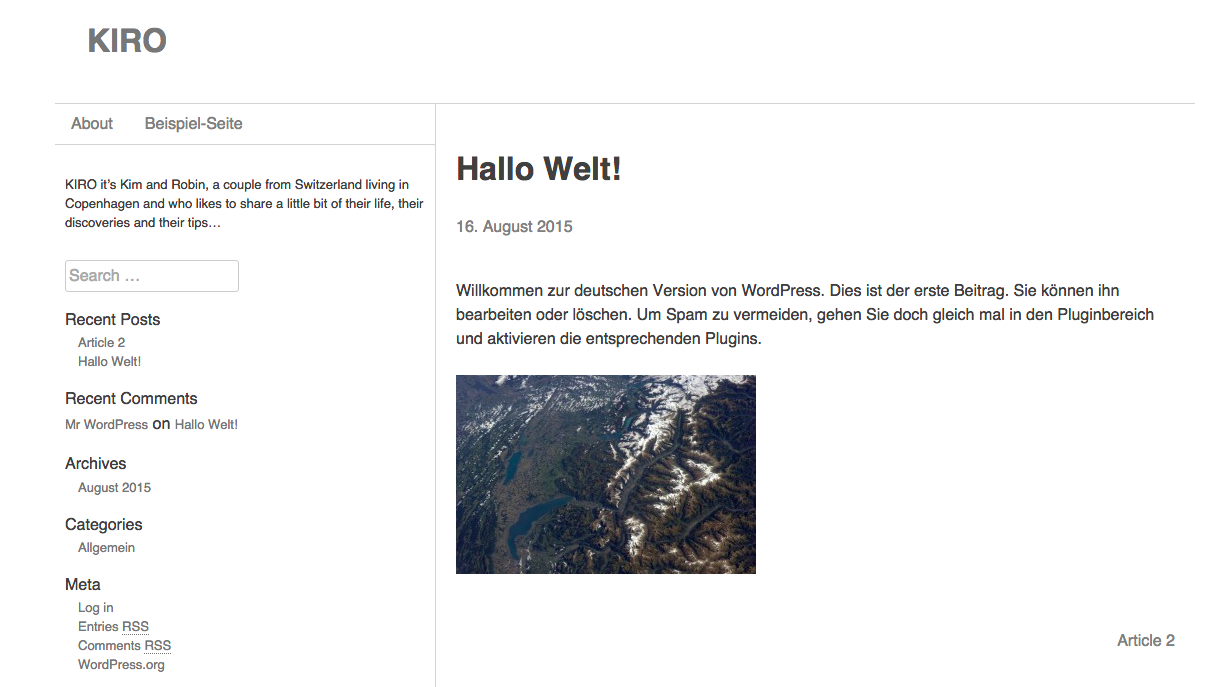 KIRO
About
Beispiel-Seite
KIRO it’s Kim and Robin, a couple from Switzerland living in
Copenhagen and who likes to share a little bit of their life, their
discoveries and their tips…
Search …
Recent Posts
Article 2
Hallo Welt!
Recent Comments
Mr WordPress on Hallo Welt!
Archives
August 2015
Categories
Allgemein
Meta
Log in
Entries RSS
Comments RSS
WordPress.org
Hallo Welt!
16. August 2015
Willkommen zur deutschen Version von WordPress. Dies ist der erste Beitrag. Sie können ihn
bearbeiten oder löschen. Um Spam zu vermeiden, gehen Sie doch gleich mal in den Pluginbereich
und aktivieren die entsprechenden Plugins.
Article 2